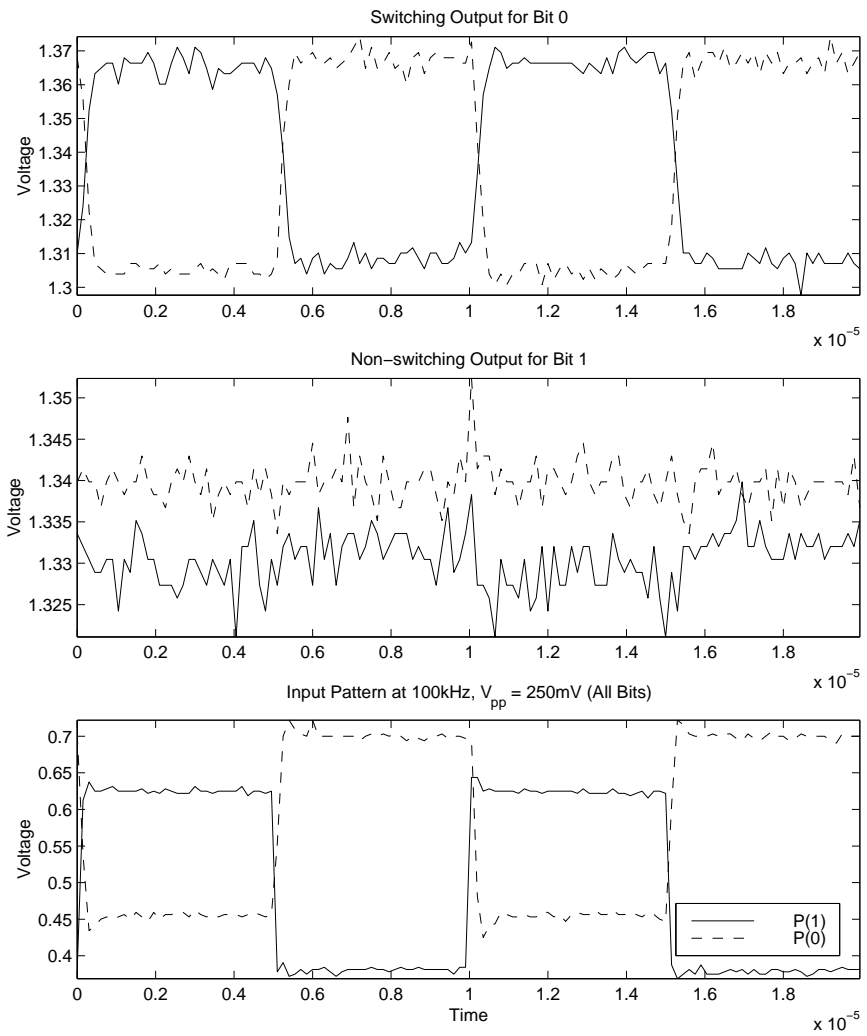 Switching Output for Bit 0
1.37
1.36
1.35
1.34
1.33
1.32
1.31
1.3
Voltage
0 0.2 0.4 0.6 0.8 1 1.2 1.4 1.6 1.8 2
x 10⁻⁵
Non−switching Output for Bit 1
1.35
1.345
1.34
1.335
1.33
1.325
Voltage
0 0.2 0.4 0.6 0.8 1 1.2 1.4 1.6 1.8 2
x 10⁻⁵
Input Pattern at 100kHz, Vpp = 250mV (All Bits)
0.7
0.65
0.6
0.55
0.5
0.45
0.4
Voltage
P(1)
P(0)
0 0.2 0.4 0.6 0.8 1 1.2 1.4 1.6 1.8 2
Time
x 10⁻⁵